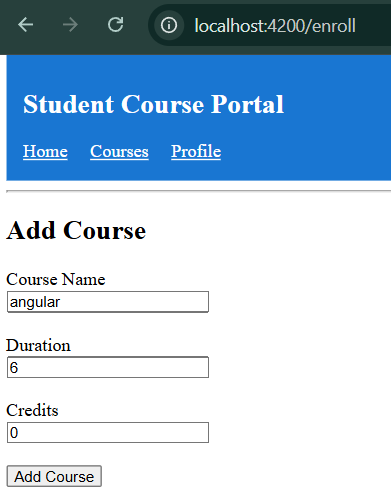 localhost:4200/enroll
Student Course Portal
Home Courses Profile
Add Course
Course Name
angular
Duration
6
Credits
0
Add Course